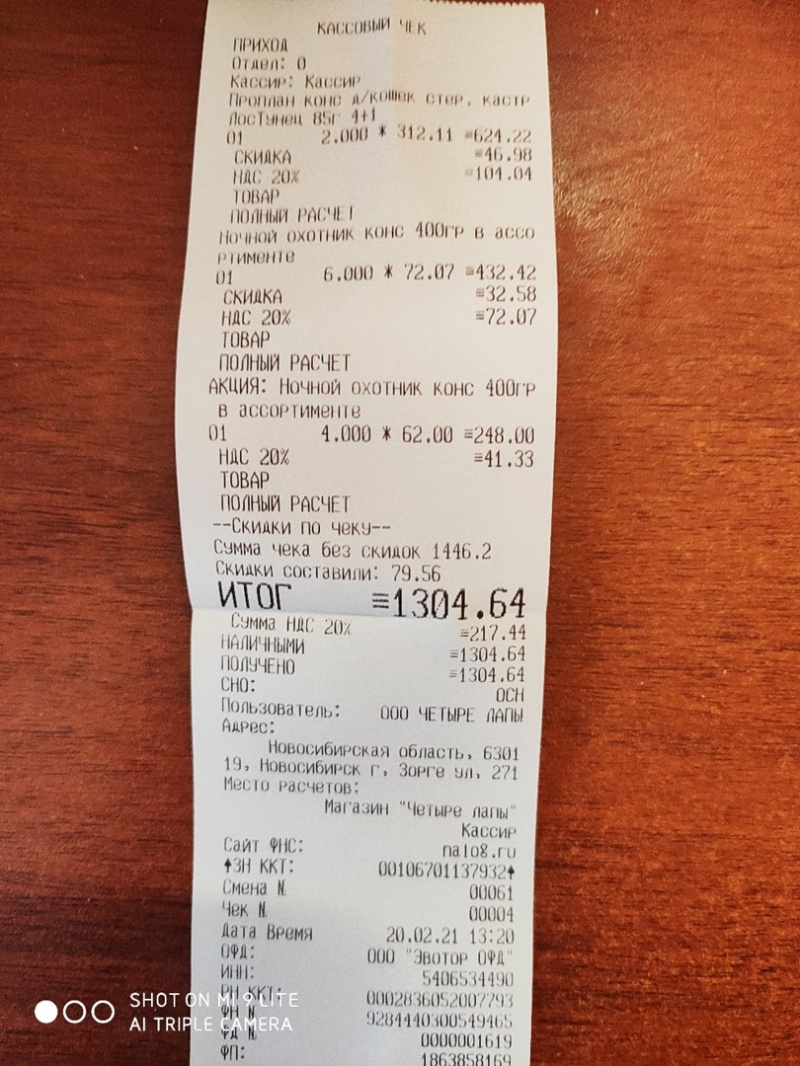 КАССОВЫЙ ЧЕК
ПРИХОД
Отдел: 0
Кассир: Кассир
Проплан конс д/кошек стер, кастр
ЛосТунец 85г 4+1
01 2.000 * 312.11 =624.22
СКИДКА =46.98
НДС 20% =104.04
ТОВАР
ПОЛНЫЙ РАСЧЕТ
Ночной охотник конс 400гр в ассо
ртименте
01 6.000 * 72.07 =432.42
СКИДКА =32.58
НДС 20% =72.07
ТОВАР
ПОЛНЫЙ РАСЧЕТ
АКЦИЯ: Ночной охотник конс 400гр
в ассортименте
01 4.000 * 62.00 =248.00
НДС 20% =41.33
ТОВАР
ПОЛНЫЙ РАСЧЕТ
--Скидки по чеку--
Сумма чека без скидок 1446.2
Скидки составили: 79.56
ИТОГ =1304.64
Сумма НДС 20% =217.44
НАЛИЧНЫМИ =1304.64
ПОЛУЧЕНО =1304.64
СНО: ОСН
Пользователь: ООО ЧЕТЫРЕ ЛАПЫ
Адрес:
Новосибирская область, 6301
19, Новосибирск г, Зорге ул, 271
Место расчетов:
Магазин "Четыре лапы"
Кассир
Сайт ФНС: nalog.ru
ЗН ККТ: 00106701137932
Смена № 00061
Чек № 00004
Дата Время 20.02.21 13:20
ОФД: ООО "Эвотор ОФД"
ИНН: 5406534490
РН ККТ: 0002836052007793
ФН № 9284440300549465
ФД № 0000001619
ФП: 1863858169
SHOT ON MI 9 LITE
AI TRIPLE CAMERA